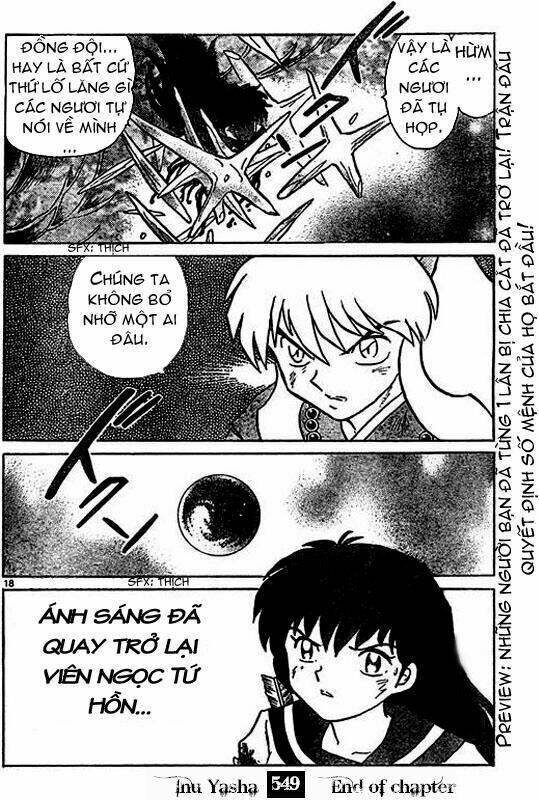 HỪM
...
VẬY LÀ
CÁC
NGƯƠI
ĐÃ TỤ
HỌP.
ĐỒNG ĐỘI...
HAY LÀ BẤT CỨ
THỨ LỐ LĂNG GÌ
CÁC NGƯƠI TỰ
NÓI VỀ MÌNH
...
SFX: THỊCH
CHÚNG TA
KHÔNG BỎ
NHỠ MỘT AI
ĐÂU.
SFX: THỊCH
18
ÁNH SÁNG ĐÃ
QUAY TRỞ LẠI
VIÊN NGỌC TỨ
HỒN...
PREVIEW: NHỮNG NGƯỜI BẠN ĐÃ TỪNG 1 LẦN BỊ CHIA CẮT ĐÃ TRỞ LẠI! TRẬN ĐẤU
QUYẾT ĐỊNH SỐ MỆNH CỦA HỌ BẮT ĐẦU!
Inu Yasha 549 End of chapter